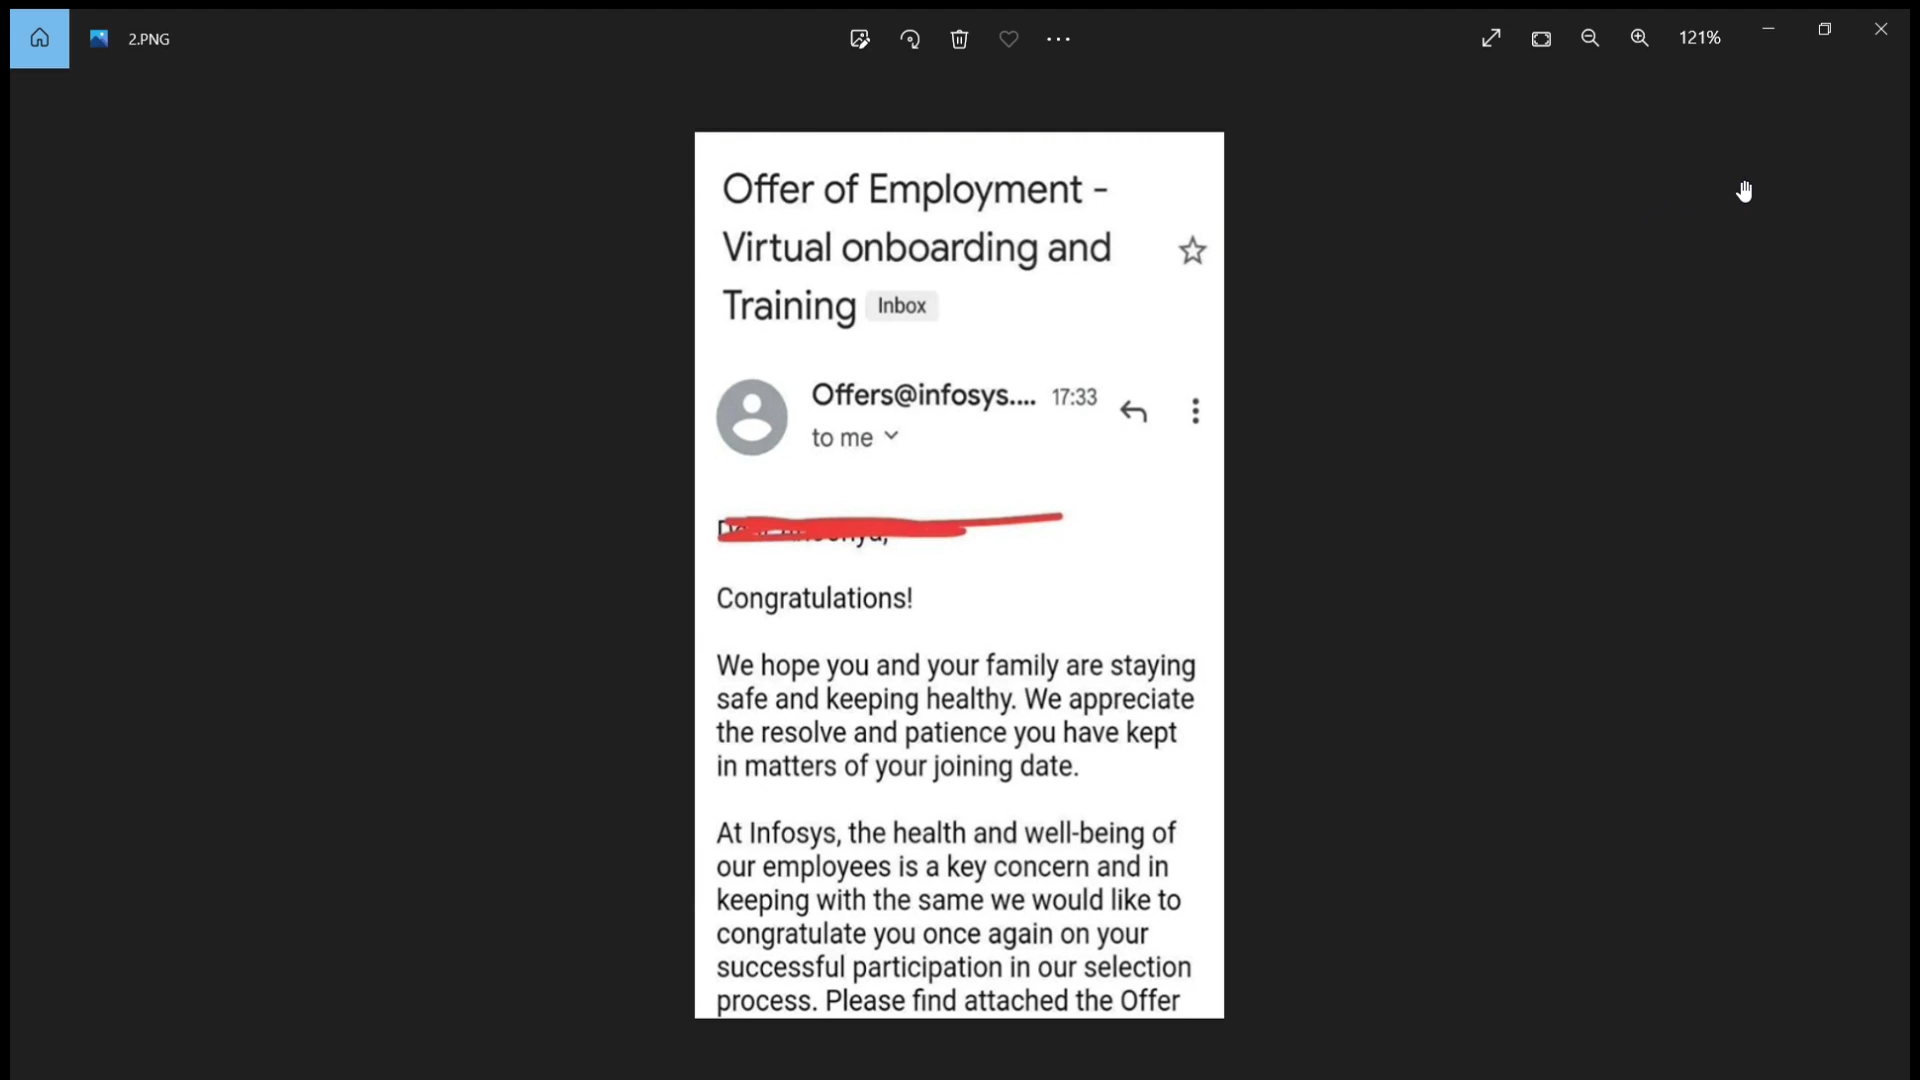 2.PNG
121%
Offer of Employment -
Virtual onboarding and
Training Inbox
Offers@infosys.... 17:33
to me
Congratulations!
We hope you and your family are staying
safe and keeping healthy. We appreciate
the resolve and patience you have kept
in matters of your joining date.
At Infosys, the health and well-being of
our employees is a key concern and in
keeping with the same we would like to
congratulate you once again on your
successful participation in our selection
process. Please find attached the Offer